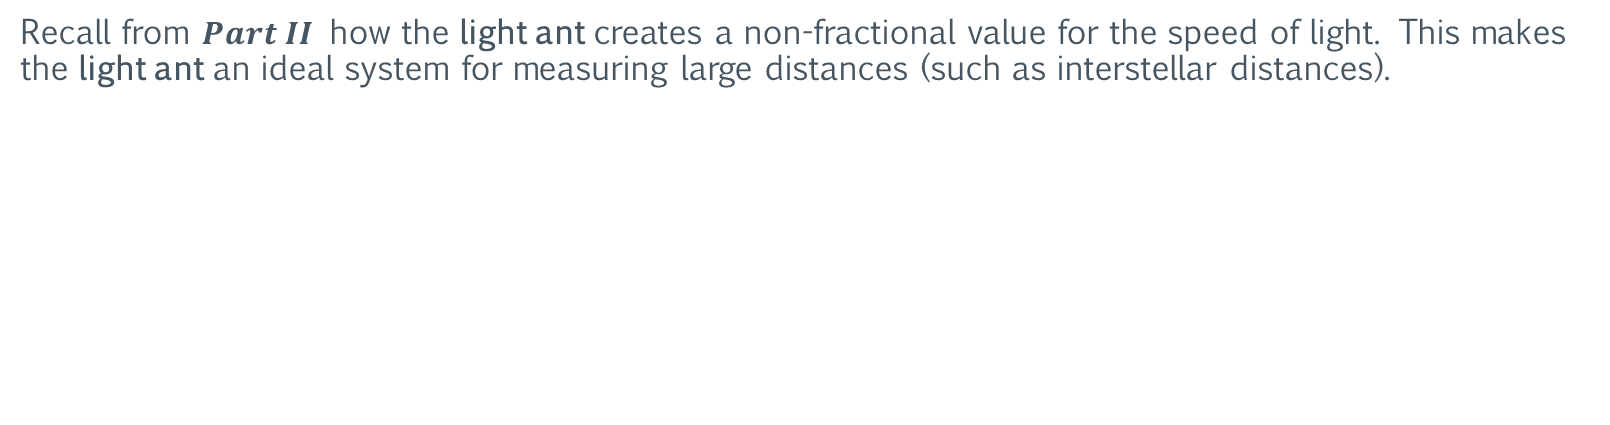 Recall from Part II how the light ant creates a non-fractional value for the speed of light. This makes
the light ant an ideal system for measuring large distances (such as interstellar distances).